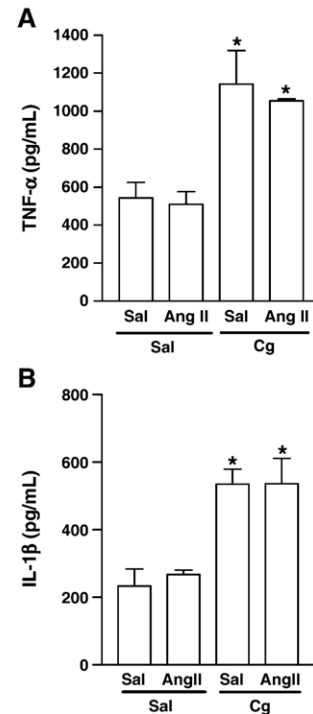 A
TNF-α (pg/mL)
1400
1200
1000
800
600
400
200
0
* *
Sal Ang II Sal Ang II
Sal Cg
B
IL-1β (pg/mL)
800
600
400
200
0
* *
Sal AngII Sal AngII
Sal Cg